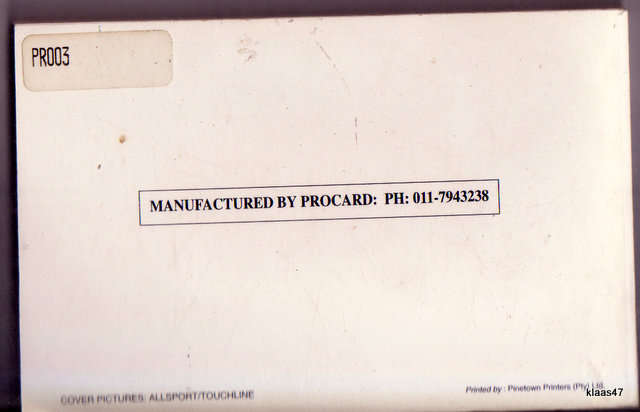 PR003
MANUFACTURED BY PROCARD: PH: 011-7943238
COVER PICTURES: ALLSPORT/TOUCHLINE
Printed by : Pinetown Printers (Pty) Ltd.
klaas47